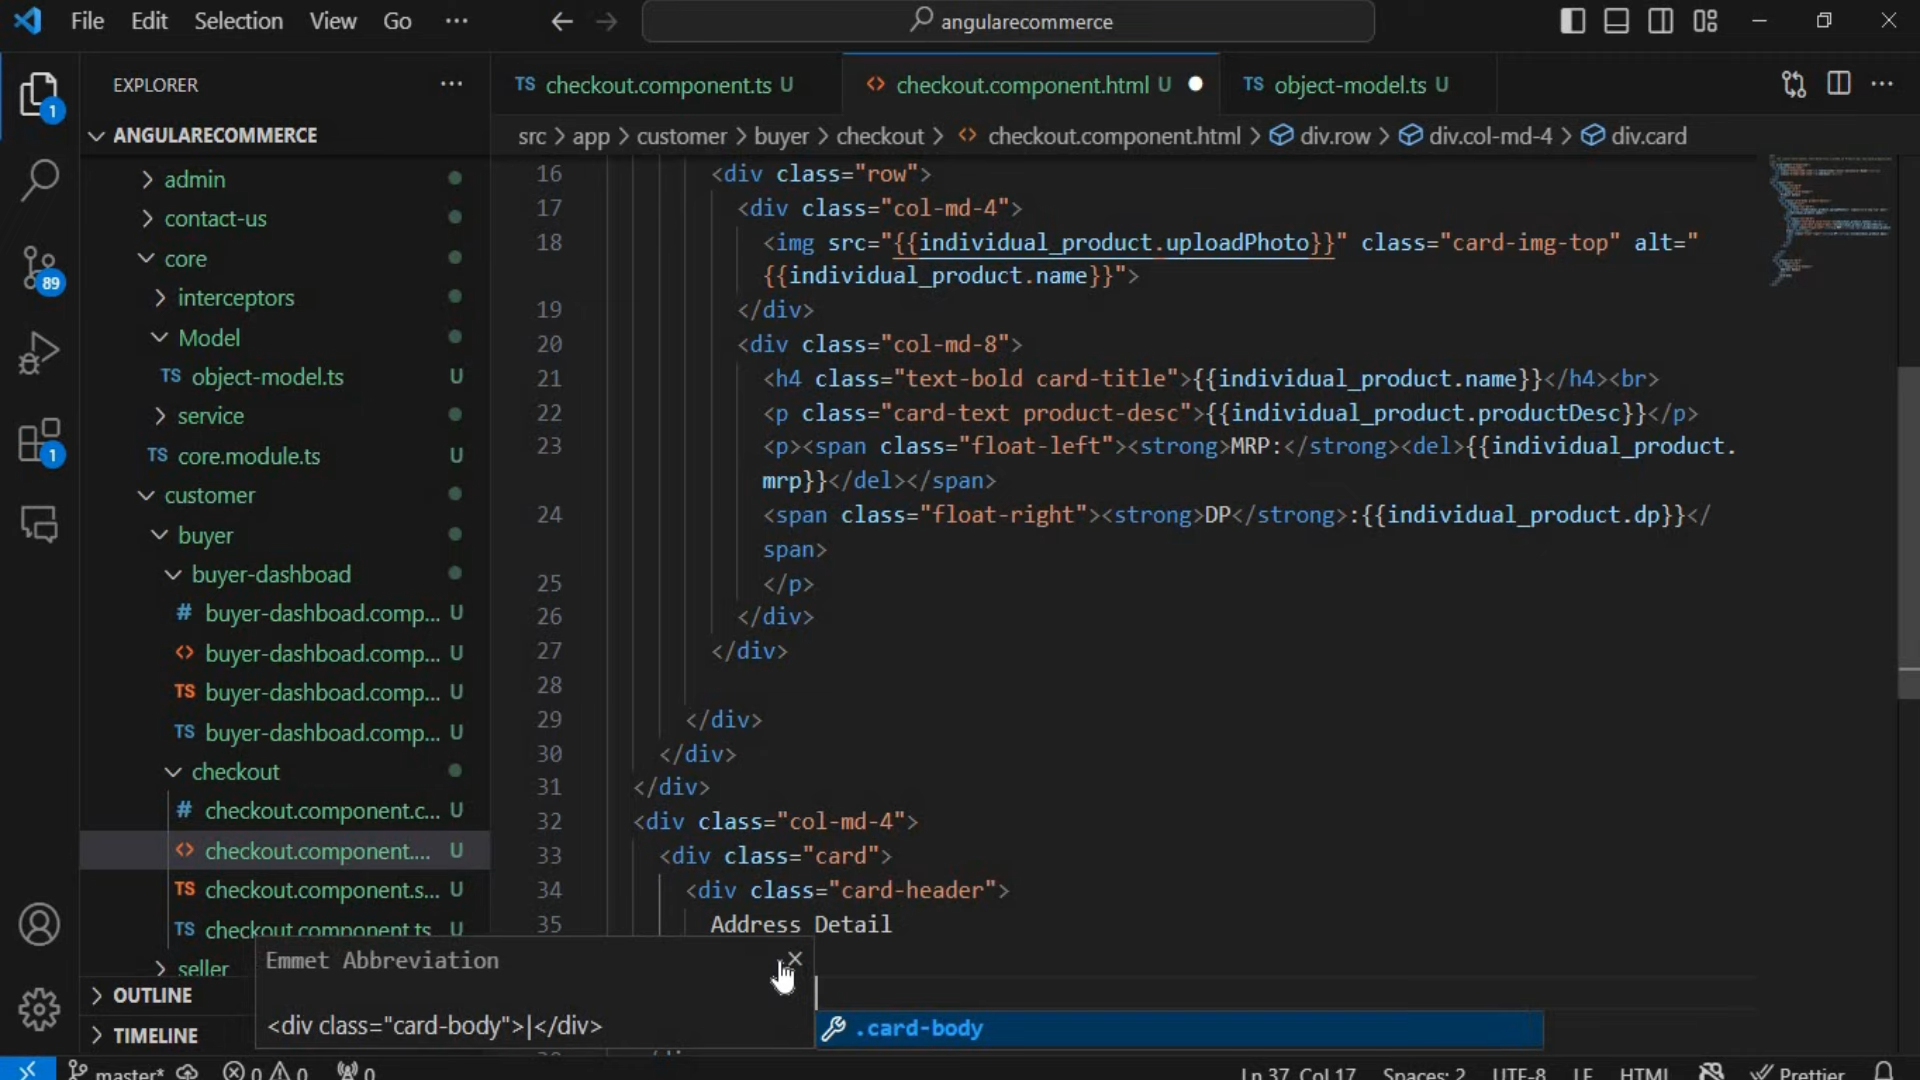 File Edit Selection View Go ···
angularecommerce
EXPLORER ···
TS checkout.component.ts U
<> checkout.component.html U
TS object-model.ts U
ANGULARECOMMERCE
src > app > customer > buyer > checkout > <> checkout.component.html > div.row > div.col-md-4 > div.card
admin
contact-us
core
interceptors
Model
TS object-model.ts U
service
TS core.module.ts U
customer
buyer
buyer-dashboad
# buyer-dashboad.comp... U
<> buyer-dashboad.comp... U
TS buyer-dashboad.comp... U
TS buyer-dashboad.comp... U
checkout
# checkout.component.c... U
<> checkout.component.... U
TS checkout.component.s... U
TS checkout.component.ts U
seller
OUTLINE
TIMELINE
1
89
1
16 <div class="row">
17 <div class="col-md-4">
18 <img src="{{individual_product.uploadPhoto}}" class="card-img-top" alt="
{{individual_product.name}}">
19 </div>
20 <div class="col-md-8">
21 <h4 class="text-bold card-title">{{individual_product.name}}</h4><br>
22 <p class="card-text product-desc">{{individual_product.productDesc}}</p>
23 <p><span class="float-left"><strong>MRP:</strong><del>{{individual_product.
mrp}}</del></span>
24 <span class="float-right"><strong>DP</strong>:{{individual_product.dp}}</
span>
25 </p>
26 </div>
27 </div>
28
29 </div>
30 </div>
31 </div>
32 <div class="col-md-4">
33 <div class="card">
34 <div class="card-header">
35 Address Detail
Emmet Abbreviation
<div class="card-body">|</div>
.card-body
master* 0 0 0
Ln 37, Col 17 Spaces: 2 UTF-8 LF HTML Prettier